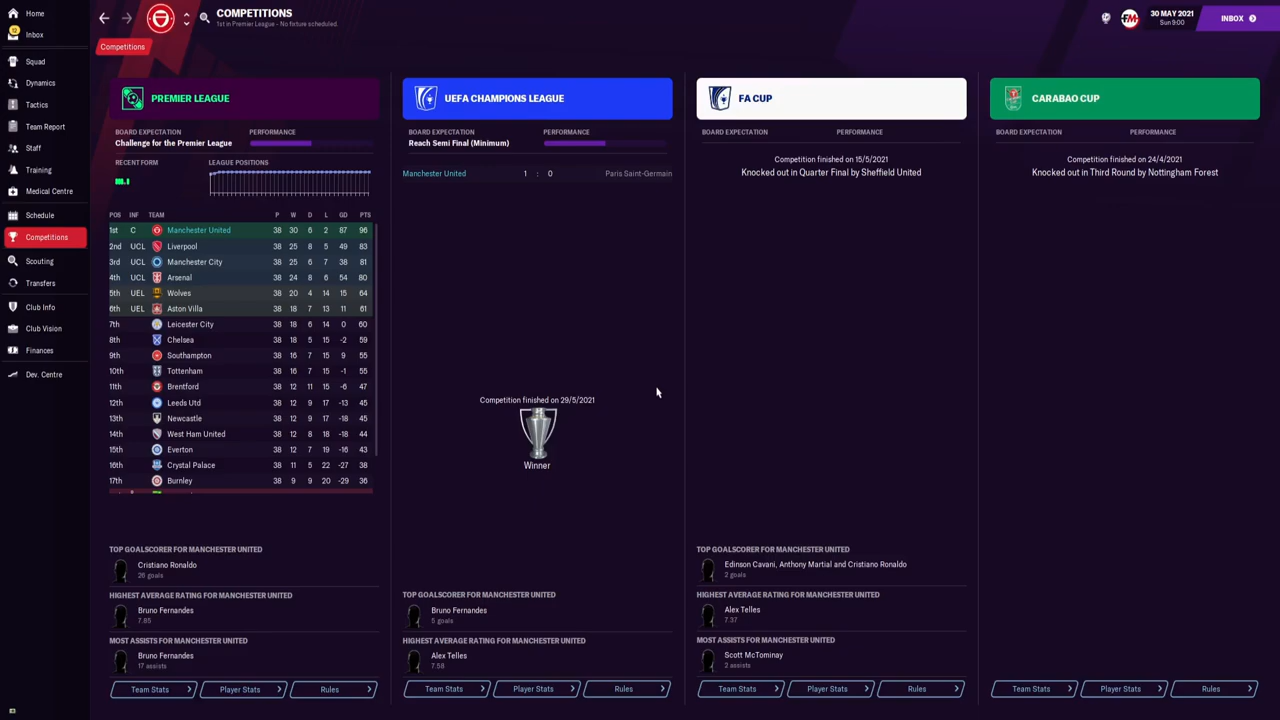 Home
Inbox
Squad
Dynamics
Tactics
Team Report
Staff
Training
Medical Centre
Schedule
Competitions
Scouting
Transfers
Club Info
Club Vision
Finances
Dev. Centre
COMPETITIONS
1st in Premier League - No fixture scheduled.
FM
30 MAY 2021
Sun 9:00
INBOX
Competitions
PREMIER LEAGUE
BOARD EXPECTATION PERFORMANCE
Challenge for the Premier League
RECENT FORM LEAGUE POSITIONS
POS INF TEAM P W D L GD PTS
1st C Manchester United 38 30 6 2 87 96
2nd UCL Liverpool 38 25 8 5 49 83
3rd UCL Manchester City 38 25 6 7 38 81
4th UCL Arsenal 38 24 8 6 54 80
5th UEL Wolves 38 20 4 14 15 64
6th UEL Aston Villa 38 18 7 13 11 61
7th Leicester City 38 18 6 14 0 60
8th Chelsea 38 18 5 15 -2 59
9th Southampton 38 16 7 15 9 55
10th Tottenham 38 16 7 15 -1 55
11th Brentford 38 12 11 15 -6 47
12th Leeds Utd 38 12 9 17 -13 45
13th Newcastle 38 12 9 17 -18 45
14th West Ham United 38 12 8 18 -18 44
15th Everton 38 12 7 19 -16 43
16th Crystal Palace 38 11 5 22 -27 38
17th Burnley 38 9 9 20 -29 36
TOP GOALSCORER FOR MANCHESTER UNITED
Cristiano Ronaldo
26 goals
HIGHEST AVERAGE RATING FOR MANCHESTER UNITED
Bruno Fernandes
7.85
MOST ASSISTS FOR MANCHESTER UNITED
Bruno Fernandes
17 assists
Team Stats Player Stats Rules
UEFA CHAMPIONS LEAGUE
BOARD EXPECTATION PERFORMANCE
Reach Semi Final (Minimum)
Manchester United 1 : 0 Paris Saint-Germain
Competition finished on 29/5/2021
Winner
TOP GOALSCORER FOR MANCHESTER UNITED
Bruno Fernandes
5 goals
HIGHEST AVERAGE RATING FOR MANCHESTER UNITED
Alex Telles
7.58
Team Stats Player Stats Rules
FA CUP
BOARD EXPECTATION PERFORMANCE
Competition finished on 15/5/2021
Knocked out in Quarter Final by Sheffield United
TOP GOALSCORER FOR MANCHESTER UNITED
Edinson Cavani, Anthony Martial and Cristiano Ronaldo
2 goals
HIGHEST AVERAGE RATING FOR MANCHESTER UNITED
Alex Telles
7.37
MOST ASSISTS FOR MANCHESTER UNITED
Scott McTominay
2 assists
Team Stats Player Stats Rules
CARABAO CUP
BOARD EXPECTATION PERFORMANCE
Competition finished on 24/4/2021
Knocked out in Third Round by Nottingham Forest
Team Stats Player Stats Rules